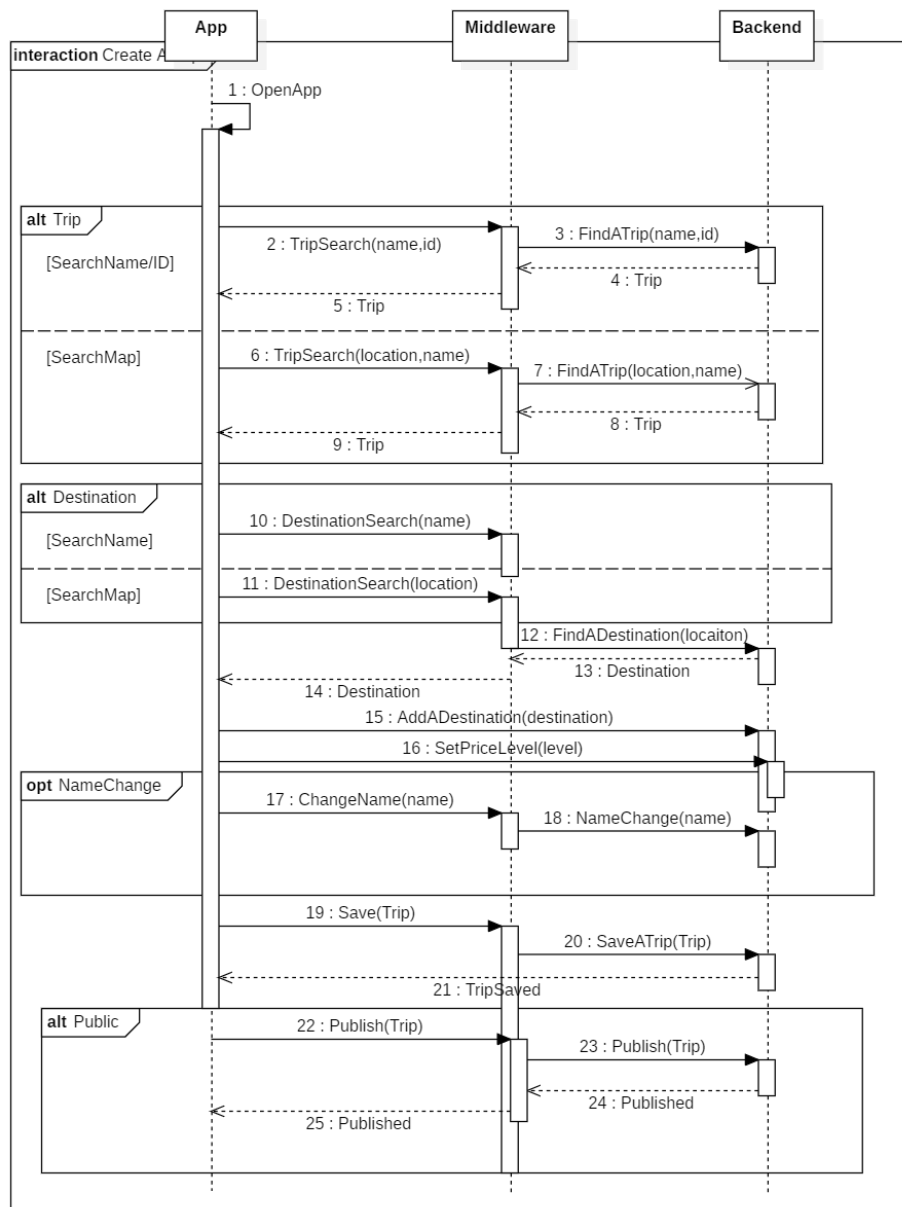 App
Middleware
Backend
interaction Create A
1 : OpenApp
alt Trip
2 : TripSearch(name,id)
3 : FindATrip(name,id)
[SearchName/ID]
4 : Trip
5 : Trip
[SearchMap]
6 : TripSearch(location,name)
7 : FindATrip(location,name)
8 : Trip
9 : Trip
alt Destination
10 : DestinationSearch(name)
[SearchName]
11 : DestinationSearch(location)
[SearchMap]
12 : FindADestination(locaiton)
13 : Destination
14 : Destination
15 : AddADestination(destination)
16 : SetPriceLevel(level)
opt NameChange
17 : ChangeName(name)
18 : NameChange(name)
19 : Save(Trip)
20 : SaveATrip(Trip)
21 : TripSaved
alt Public
22 : Publish(Trip)
23 : Publish(Trip)
24 : Published
25 : Published